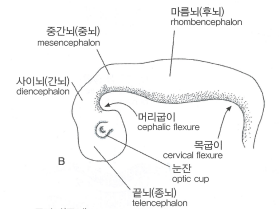 마름뇌(후뇌)
rhombencephalon
중간뇌(중뇌)
mesencephalon
사이뇌(간뇌)
diencephalon
머리굽이
cephalic flexure
목굽이
cervical flexure
B
눈잔
optic cup
끝뇌(종뇌)
telencephalon